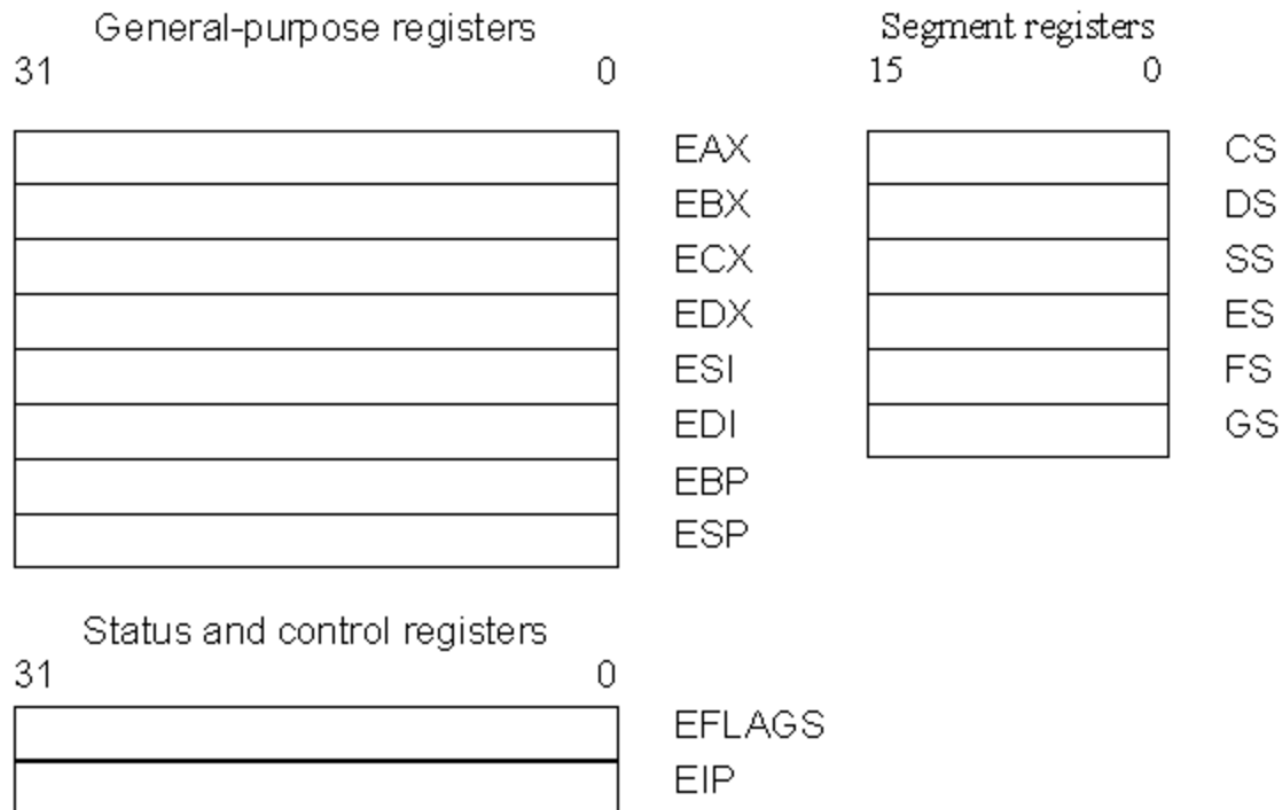 General-purpose registers
31 0
EAX
EBX
ECX
EDX
ESI
EDI
EBP
ESP
Segment registers
15 0
CS
DS
SS
ES
FS
GS
Status and control registers
31 0
EFLAGS
EIP